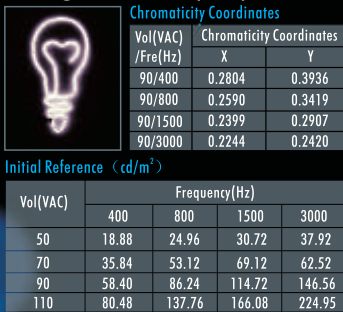 Chromaticity Coordinates
Vol(VAC) /Fre(Hz) Chromaticity Coordinates
X Y
90/400 0.2804 0.3936
90/800 0.2590 0.3419
90/1500 0.2399 0.2907
90/3000 0.2244 0.2420
Initial Reference (cd/m²)
Vol(VAC) Frequency(Hz)
400 800 1500 3000
50 18.88 24.96 30.72 37.92
70 35.84 53.12 69.12 62.52
90 58.40 86.24 114.72 146.56
110 80.48 137.76 166.08 224.95